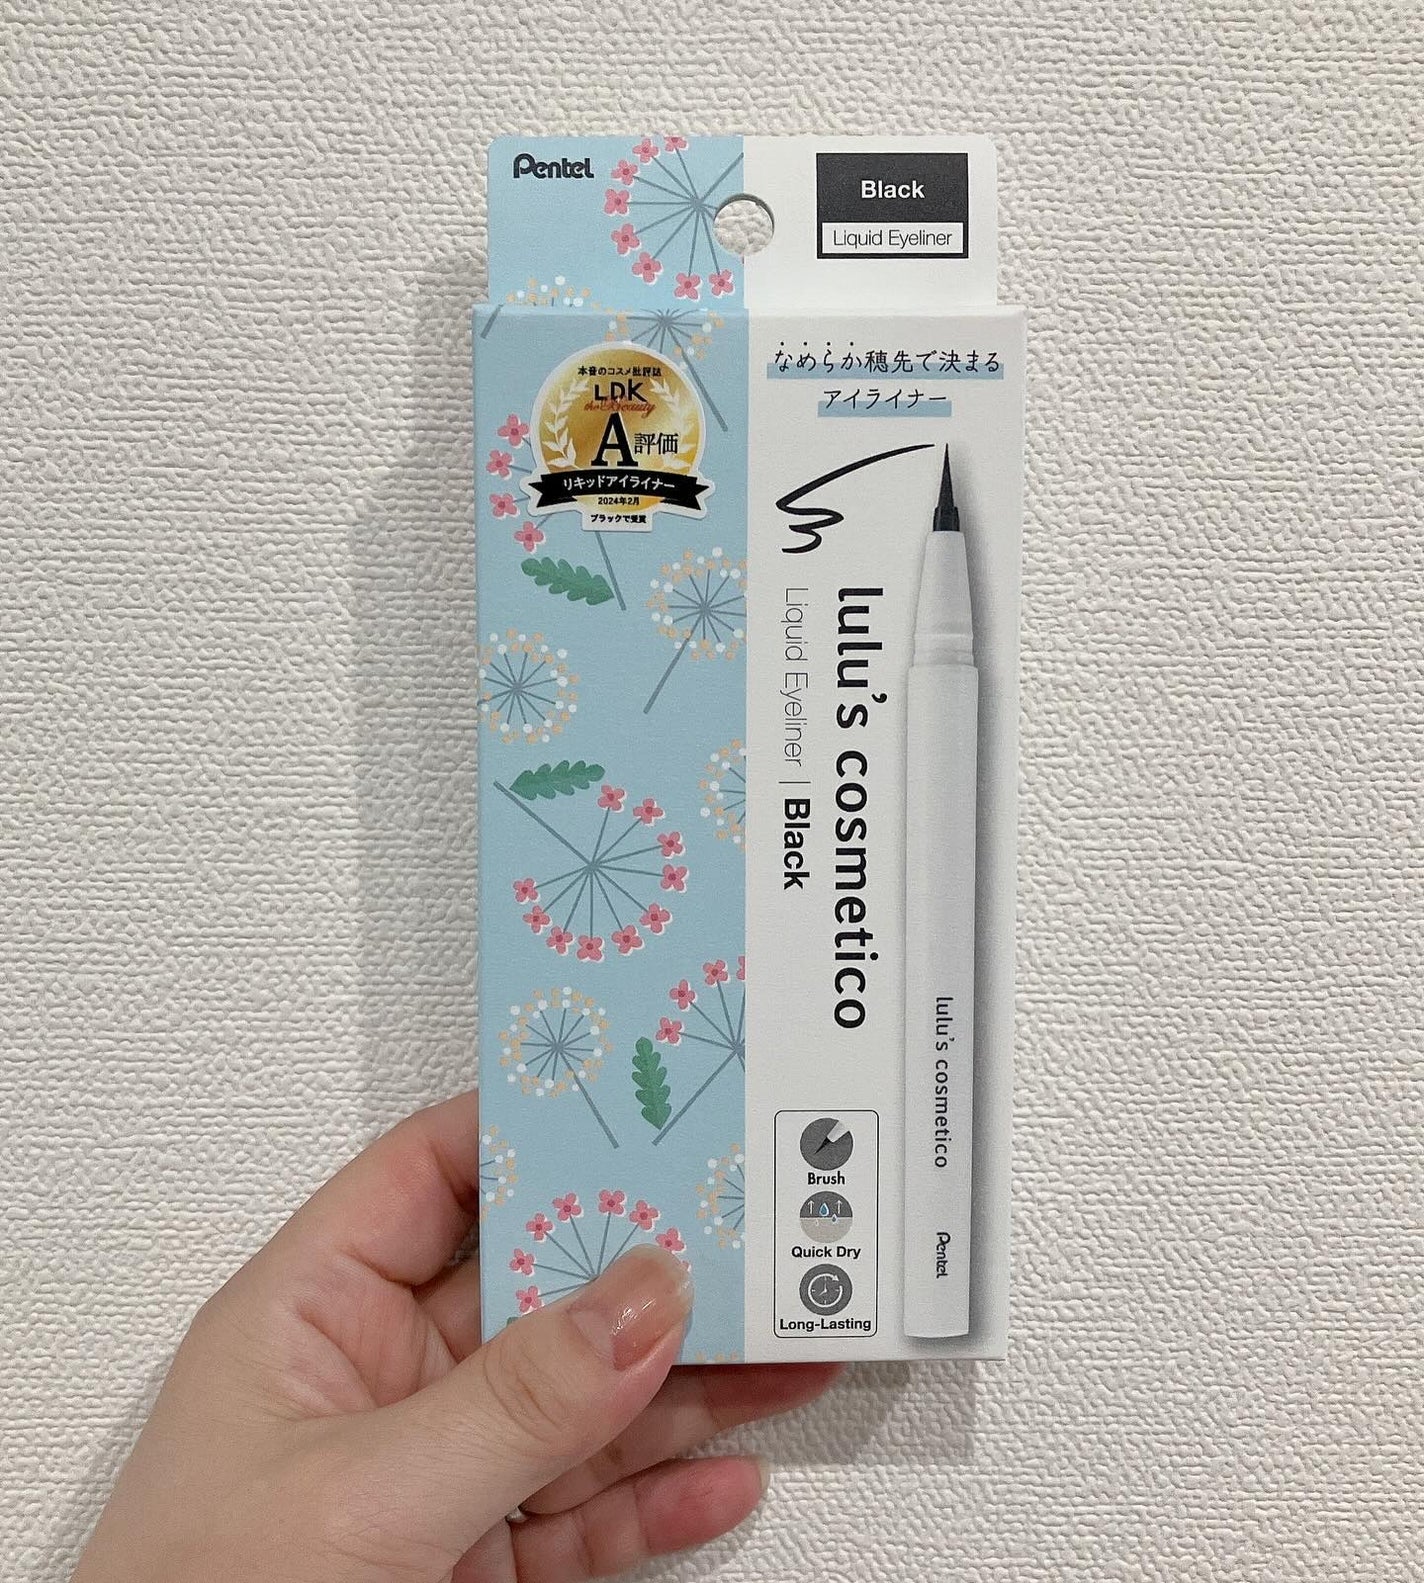 Pentel
Black
Liquid Eyeliner
なめらか穂先で決まる
アイライナー
本音のコスメ批評誌
LDK
the Beauty
A評価
リキッドアイライナー
2024年2月
ブラックで受賞
lulu's cosmetico
Liquid Eyeliner | Black
lulu's cosmetico
Pentel
Brush
Quick Dry
Long-Lasting